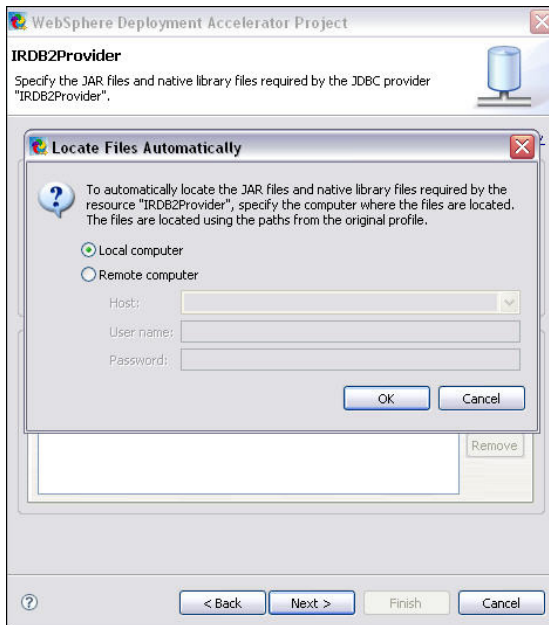 WebSphere Deployment Accelerator Project
IRDB2Provider
Specify the JAR files and native library files required by the JDBC provider
"IRDB2Provider".
Locate Files Automatically
To automatically locate the JAR files and native library files required by the
resource "IRDB2Provider", specify the computer where the files are located.
The files are located using the paths from the original profile.
Local computer
Remote computer
Host:
User name:
Password:
OK
Cancel
Remove
< Back
Next >
Finish
Cancel